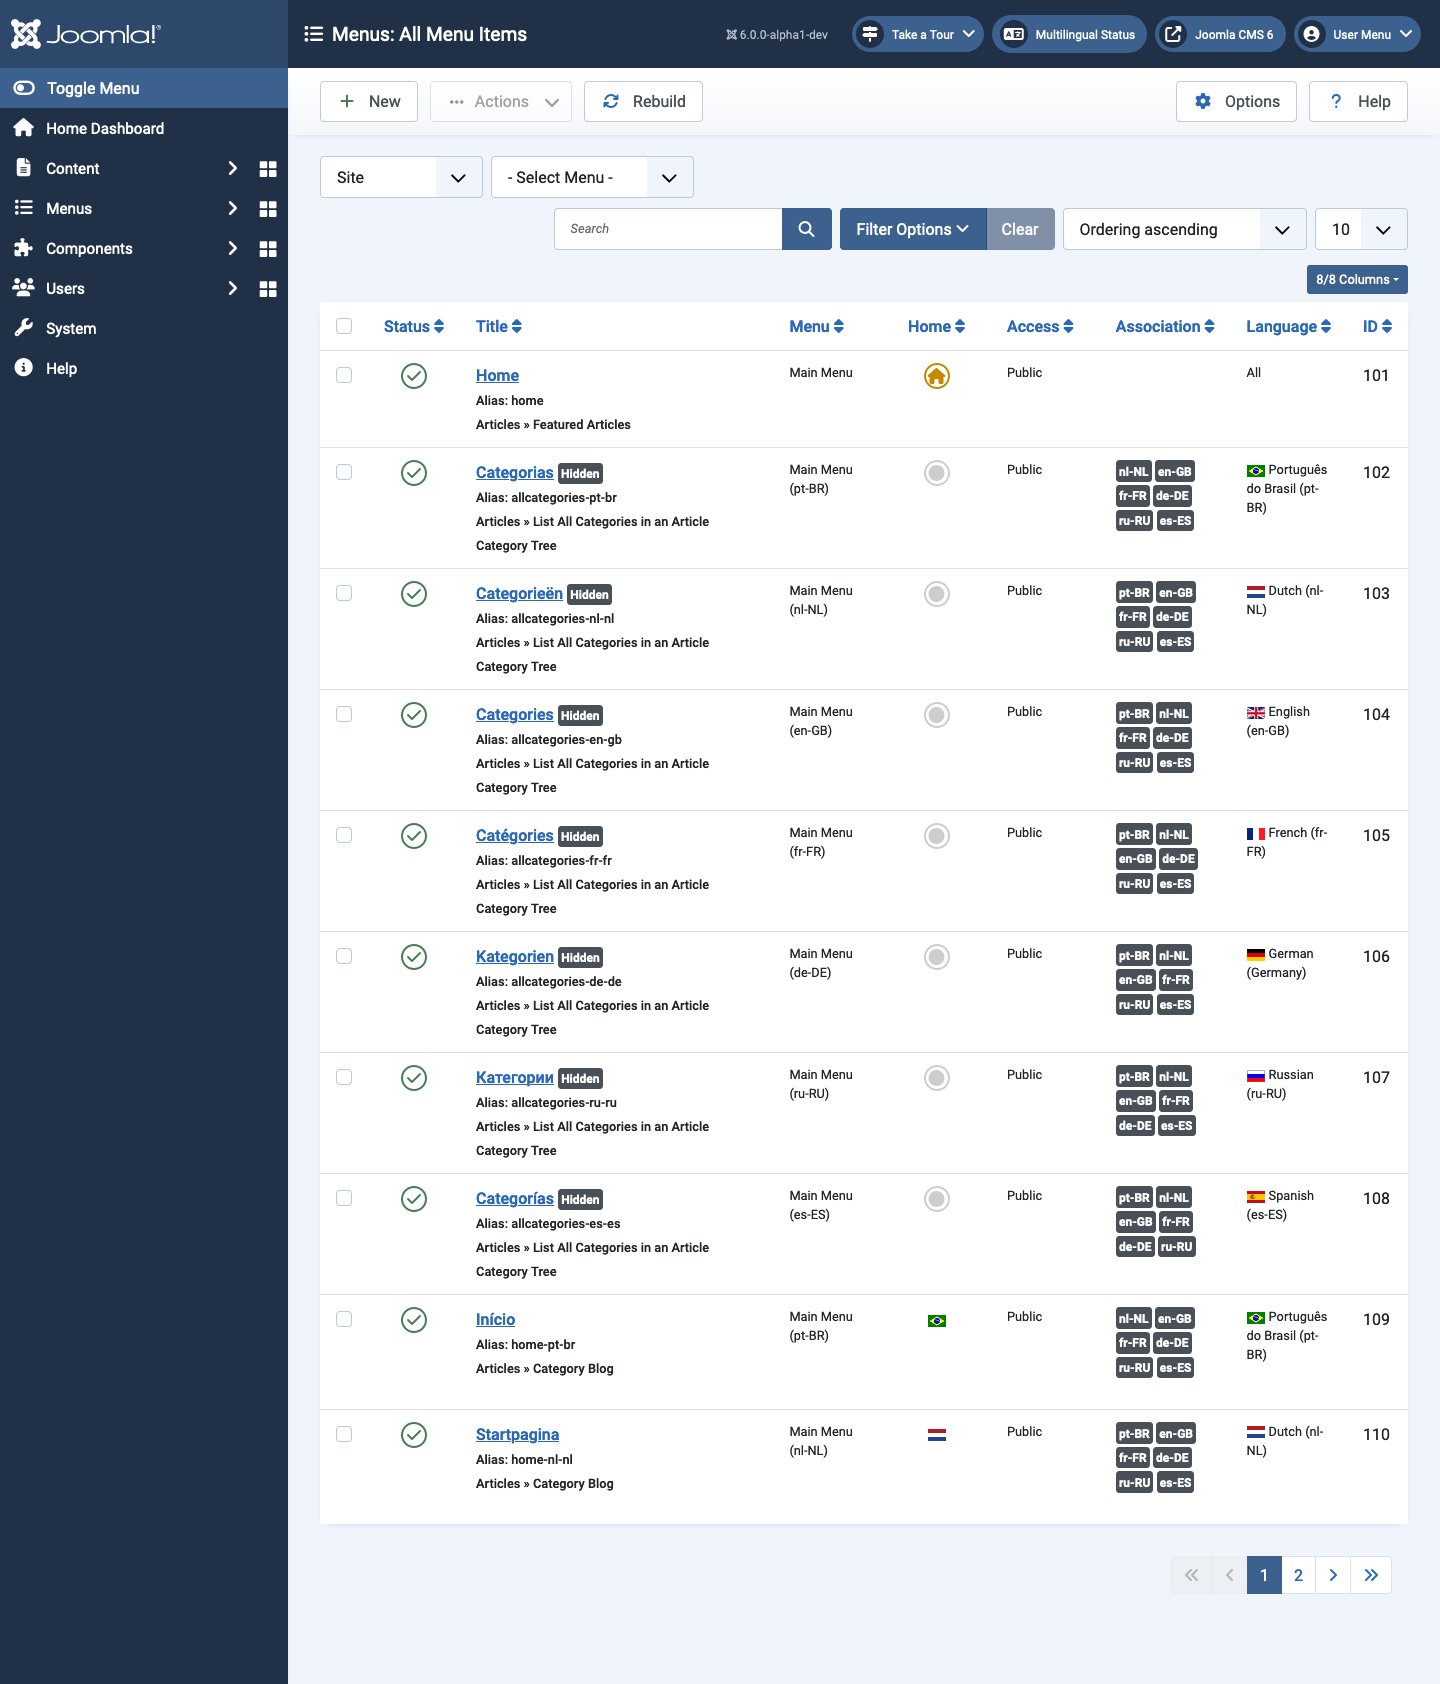 Joomla!
Menus: All Menu Items
6.0.0-alpha1-dev
Take a Tour
Multilingual Status
Joomla CMS 6
User Menu
Toggle Menu
Home Dashboard
Content
Menus
Components
Users
System
Help
New
Actions
Rebuild
Options
? Help
Site
- Select Menu -
Search
Filter Options
Clear
Ordering ascending
10
8/8 Columns
Status Title Menu Home Access Association Language ID
Home Main Menu Public All 101
Alias: home
Articles » Featured Articles
Categorias Hidden Main Menu Public nl-NL en-GB Português 102
Alias: allcategories-pt-br (pt-BR) fr-FR de-DE do Brasil (pt-
Articles » List All Categories in an Article ru-RU es-ES BR)
Category Tree
Categorieën Hidden Main Menu Public pt-BR en-GB Dutch (nl- 103
Alias: allcategories-nl-nl (nl-NL) fr-FR de-DE NL)
Articles » List All Categories in an Article ru-RU es-ES
Category Tree
Categories Hidden Main Menu Public pt-BR nl-NL English 104
Alias: allcategories-en-gb (en-GB) fr-FR de-DE (en-GB)
Articles » List All Categories in an Article ru-RU es-ES
Category Tree
Catégories Hidden Main Menu Public pt-BR nl-NL French (fr- 105
Alias: allcategories-fr-fr (fr-FR) en-GB de-DE FR)
Articles » List All Categories in an Article ru-RU es-ES
Category Tree
Kategorien Hidden Main Menu Public pt-BR nl-NL German 106
Alias: allcategories-de-de (de-DE) en-GB fr-FR (Germany)
Articles » List All Categories in an Article ru-RU es-ES
Category Tree
Категории Hidden Main Menu Public pt-BR nl-NL Russian 107
Alias: allcategories-ru-ru (ru-RU) en-GB fr-FR (ru-RU)
Articles » List All Categories in an Article de-DE es-ES
Category Tree
Categorías Hidden Main Menu Public pt-BR nl-NL Spanish 108
Alias: allcategories-es-es (es-ES) en-GB fr-FR (es-ES)
Articles » List All Categories in an Article de-DE ru-RU
Category Tree
Início Main Menu Public nl-NL en-GB Português 109
Alias: home-pt-br (pt-BR) fr-FR de-DE do Brasil (pt-
Articles » Category Blog ru-RU es-ES BR)
Startpagina Main Menu Public pt-BR en-GB Dutch (nl- 110
Alias: home-nl-nl (nl-NL) fr-FR de-DE NL)
Articles » Category Blog ru-RU es-ES
1 2